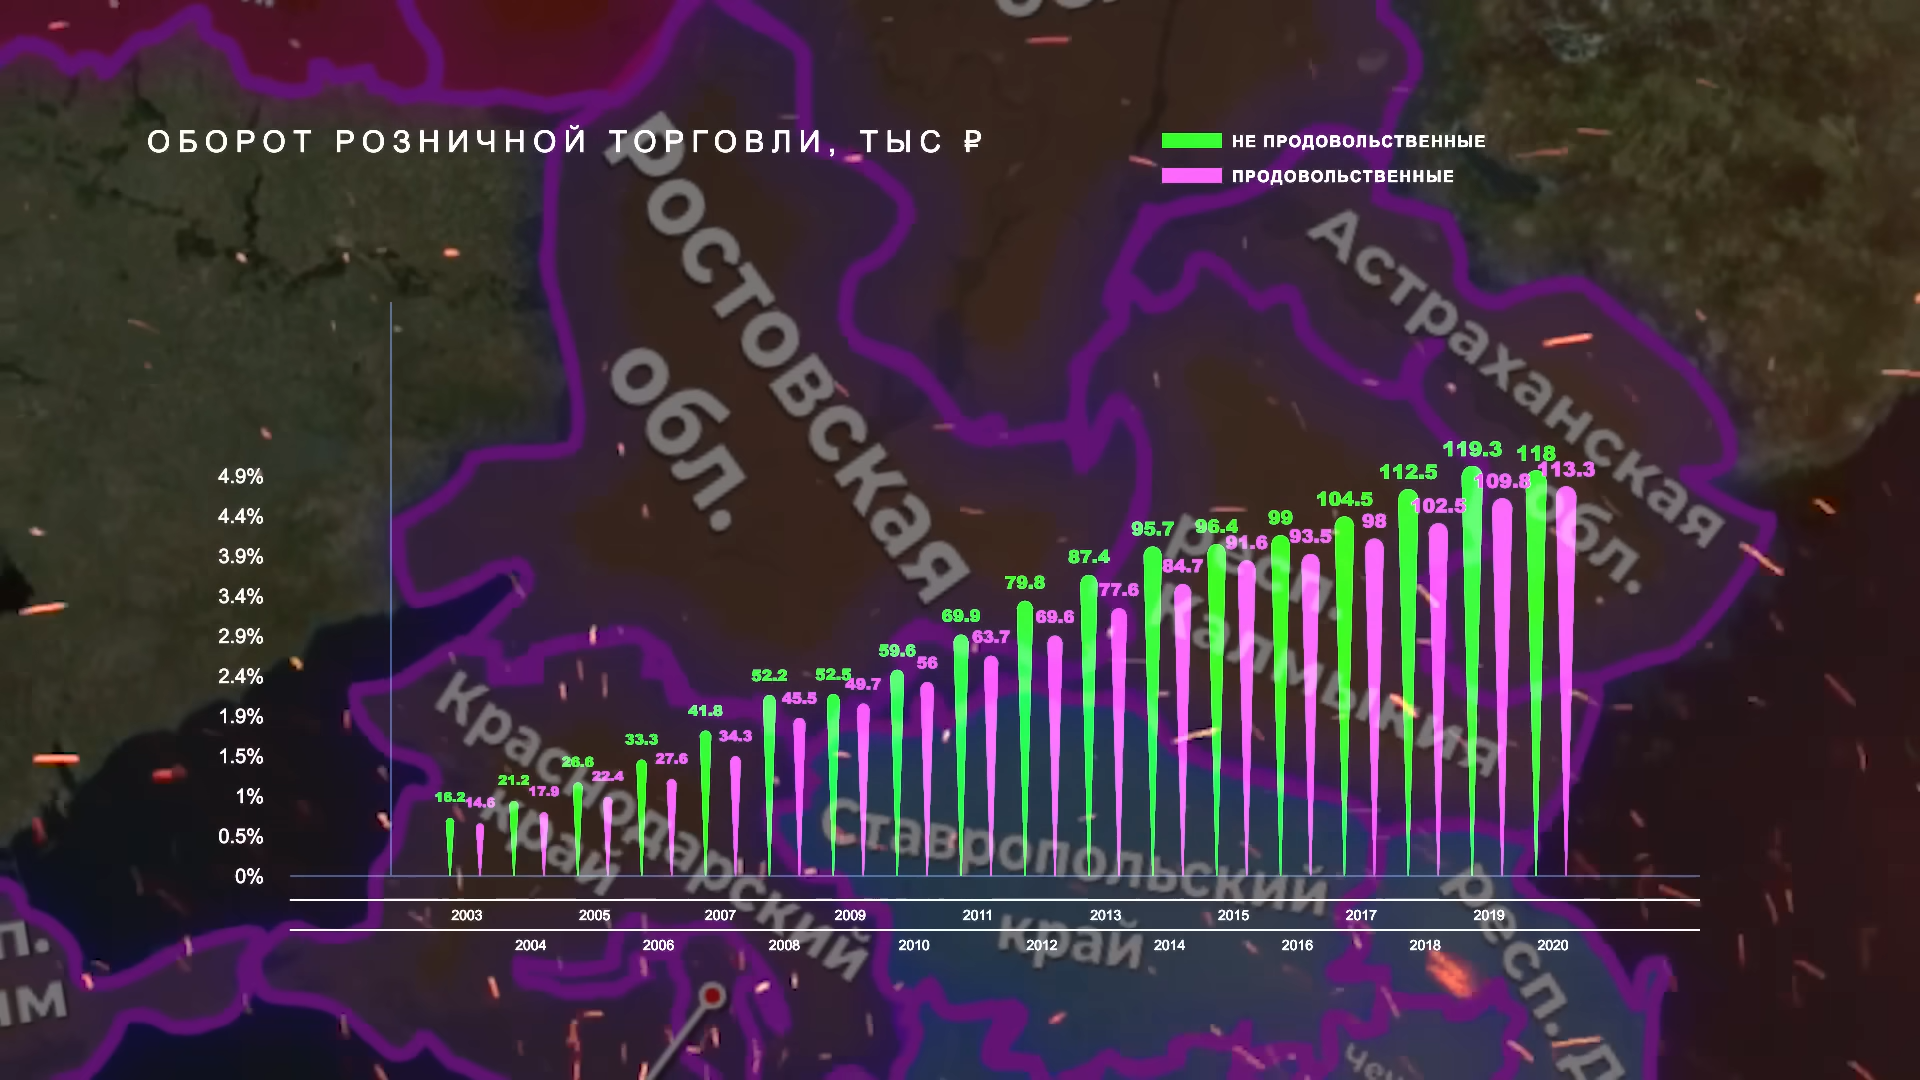 ОБОРОТ РОЗНИЧНОЙ ТОРГОВЛИ, ТЫС ₽
НЕ ПРОДОВОЛЬСТВЕННЫЕ
ПРОДОВОЛЬСТВЕННЫЕ
Ростовская
обл.
Астраханская
обл.
Респ.
Калмыкия
Краснодарский
край
Ставропольский
край
Респ. Д
Чеч
п.
ым
4.9%
4.4%
3.9%
3.4%
2.9%
2.4%
1.9%
1.5%
1%
0.5%
0%
16.2 14.6 21.2 17.9 26.6 22.4 33.3 27.6 41.8 34.3 52.2 45.5 52.5 49.7 59.6 56 69.9 63.7 79.8 69.6 87.4 77.6 95.7 84.7 96.4 91.6 99 93.5 104.5 98 112.5 102.5 119.3 109.8 118 113.3
2003 2005 2007 2009 2011 2013 2015 2017 2019
2004 2006 2008 2010 2012 2014 2016 2018 2020